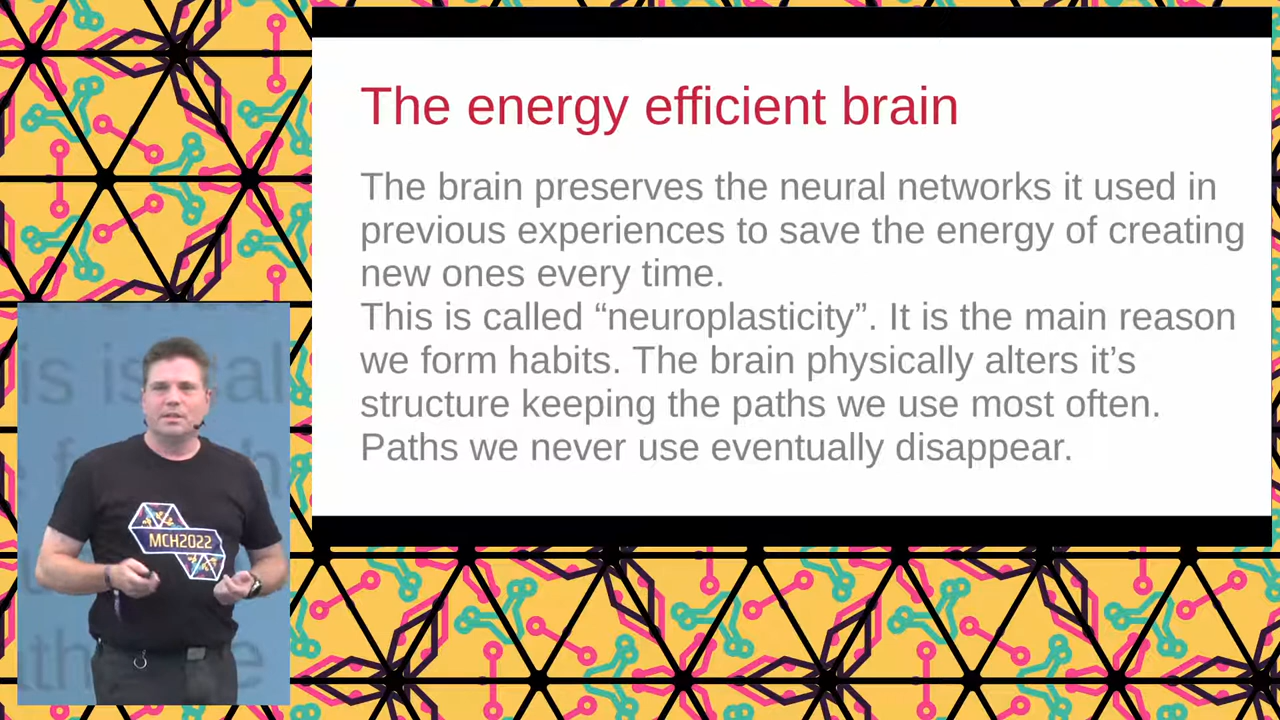 The energy efficient brain
The brain preserves the neural networks it used in
previous experiences to save the energy of creating
new ones every time.
This is called “neuroplasticity”. It is the main reason
we form habits. The brain physically alters it’s
structure keeping the paths we use most often.
Paths we never use eventually disappear.
MCH2022